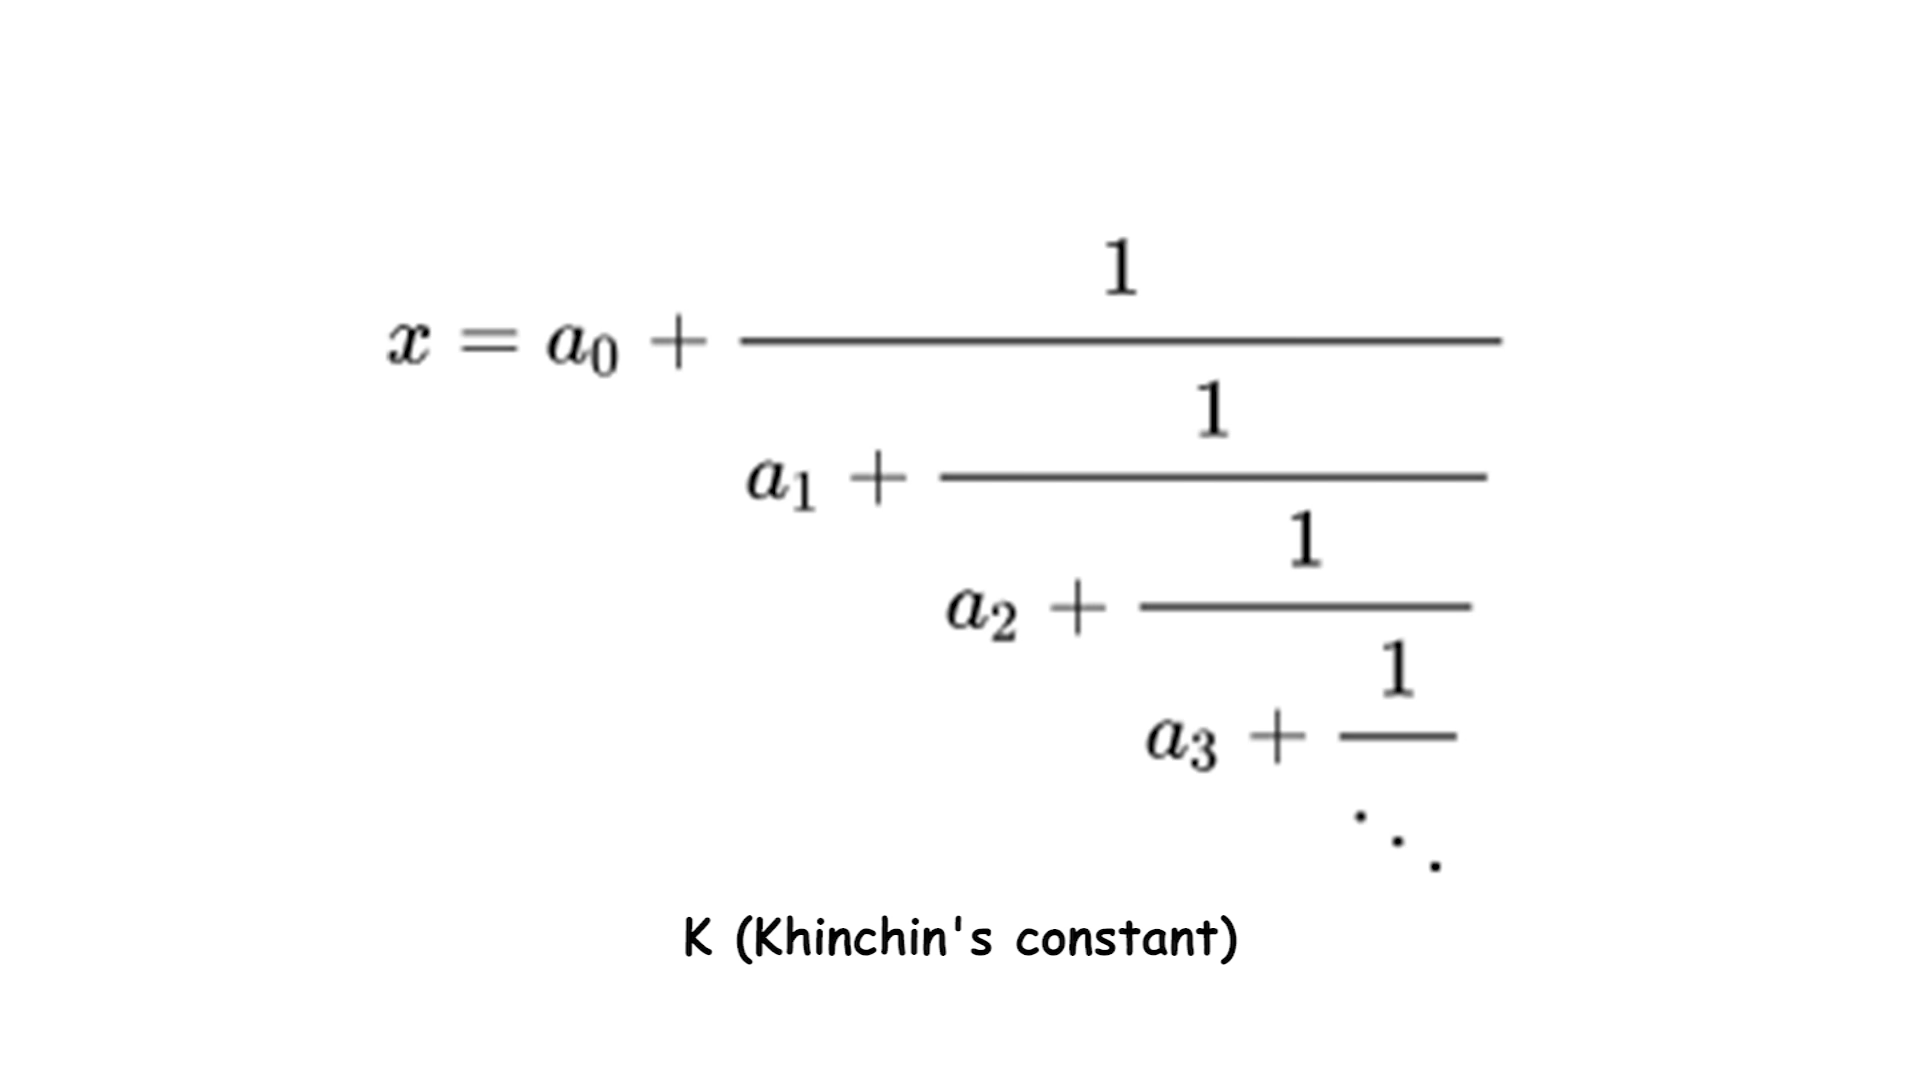 x = a₀ + 1
1
a₁ +
1
a₂ +
1
a₃ +
⋱
K (Khinchin's constant)